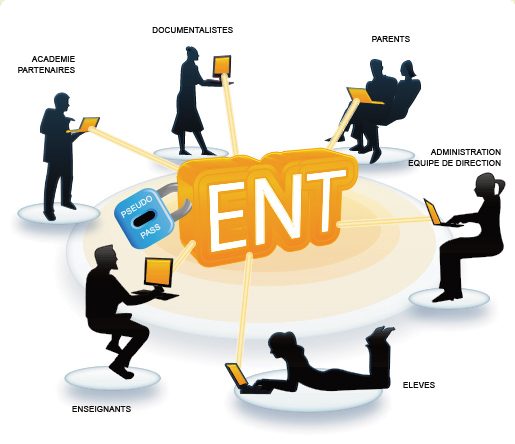 DOCUMENTALISTES
PARENTS
ACADEMIE
PARTENAIRES
ADMINISTRATION
EQUIPE DE DIRECTION
ENT
PSEUDO
PASS
ELEVES
ENSEIGNANTS